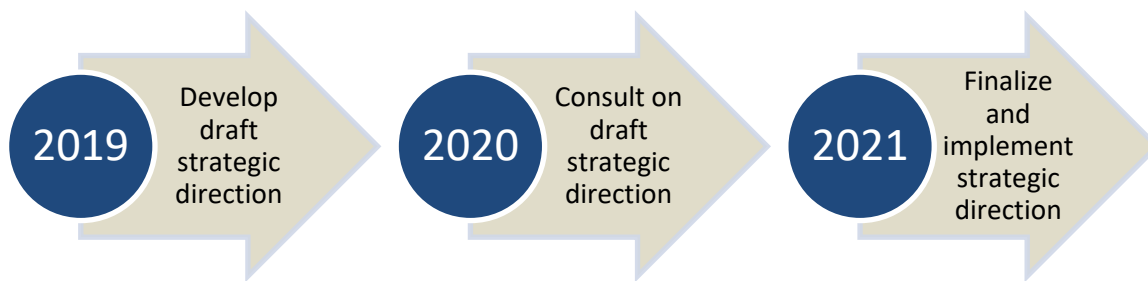 2019
Develop
draft
strategic
direction
2020
Consult on
draft
strategic
direction
2021
Finalize
and
implement
strategic
direction